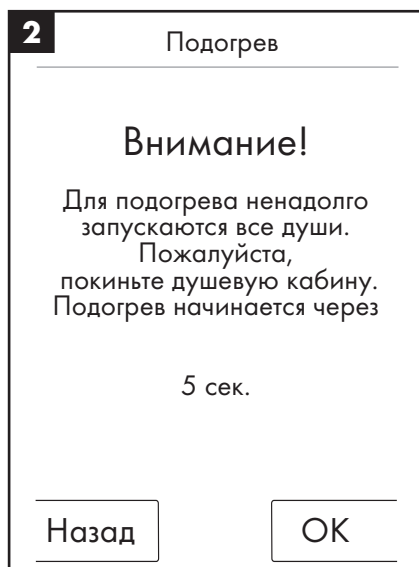 2
Подогрев
Внимание!
Для подогрева ненадолго
запускаются все души.
Пожалуйста,
покиньте душевую кабину.
Подогрев начинается через
5 сек.
Назад
OK